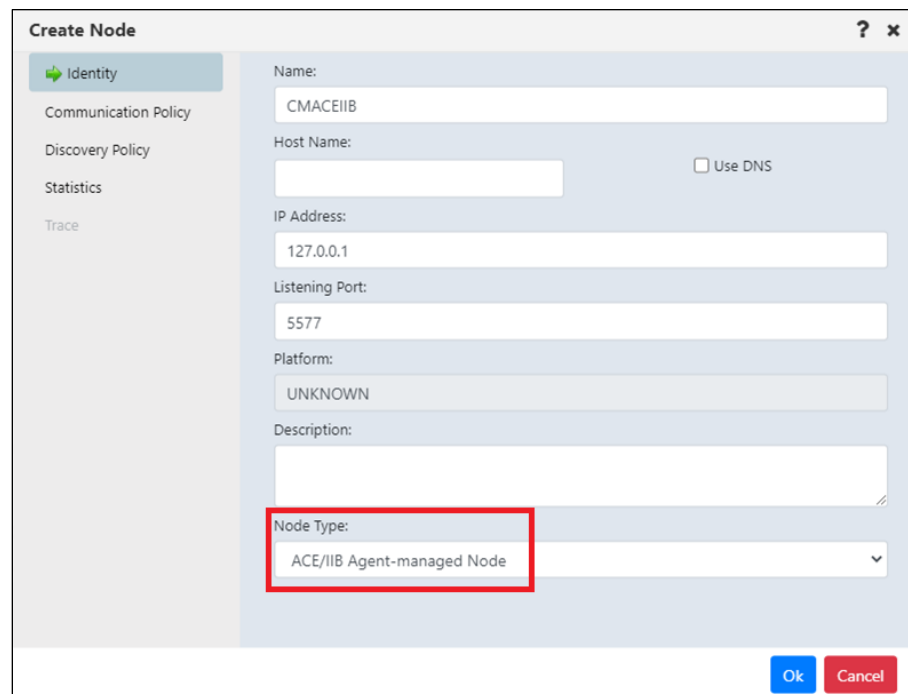 Create Node
? ×
Identity
Communication Policy
Discovery Policy
Statistics
Trace
Name:
CMACEIIB
Host Name:
Use DNS
IP Address:
127.0.0.1
Listening Port:
5577
Platform:
UNKNOWN
Description:
Node Type:
ACE/IIB Agent-managed Node
Ok Cancel